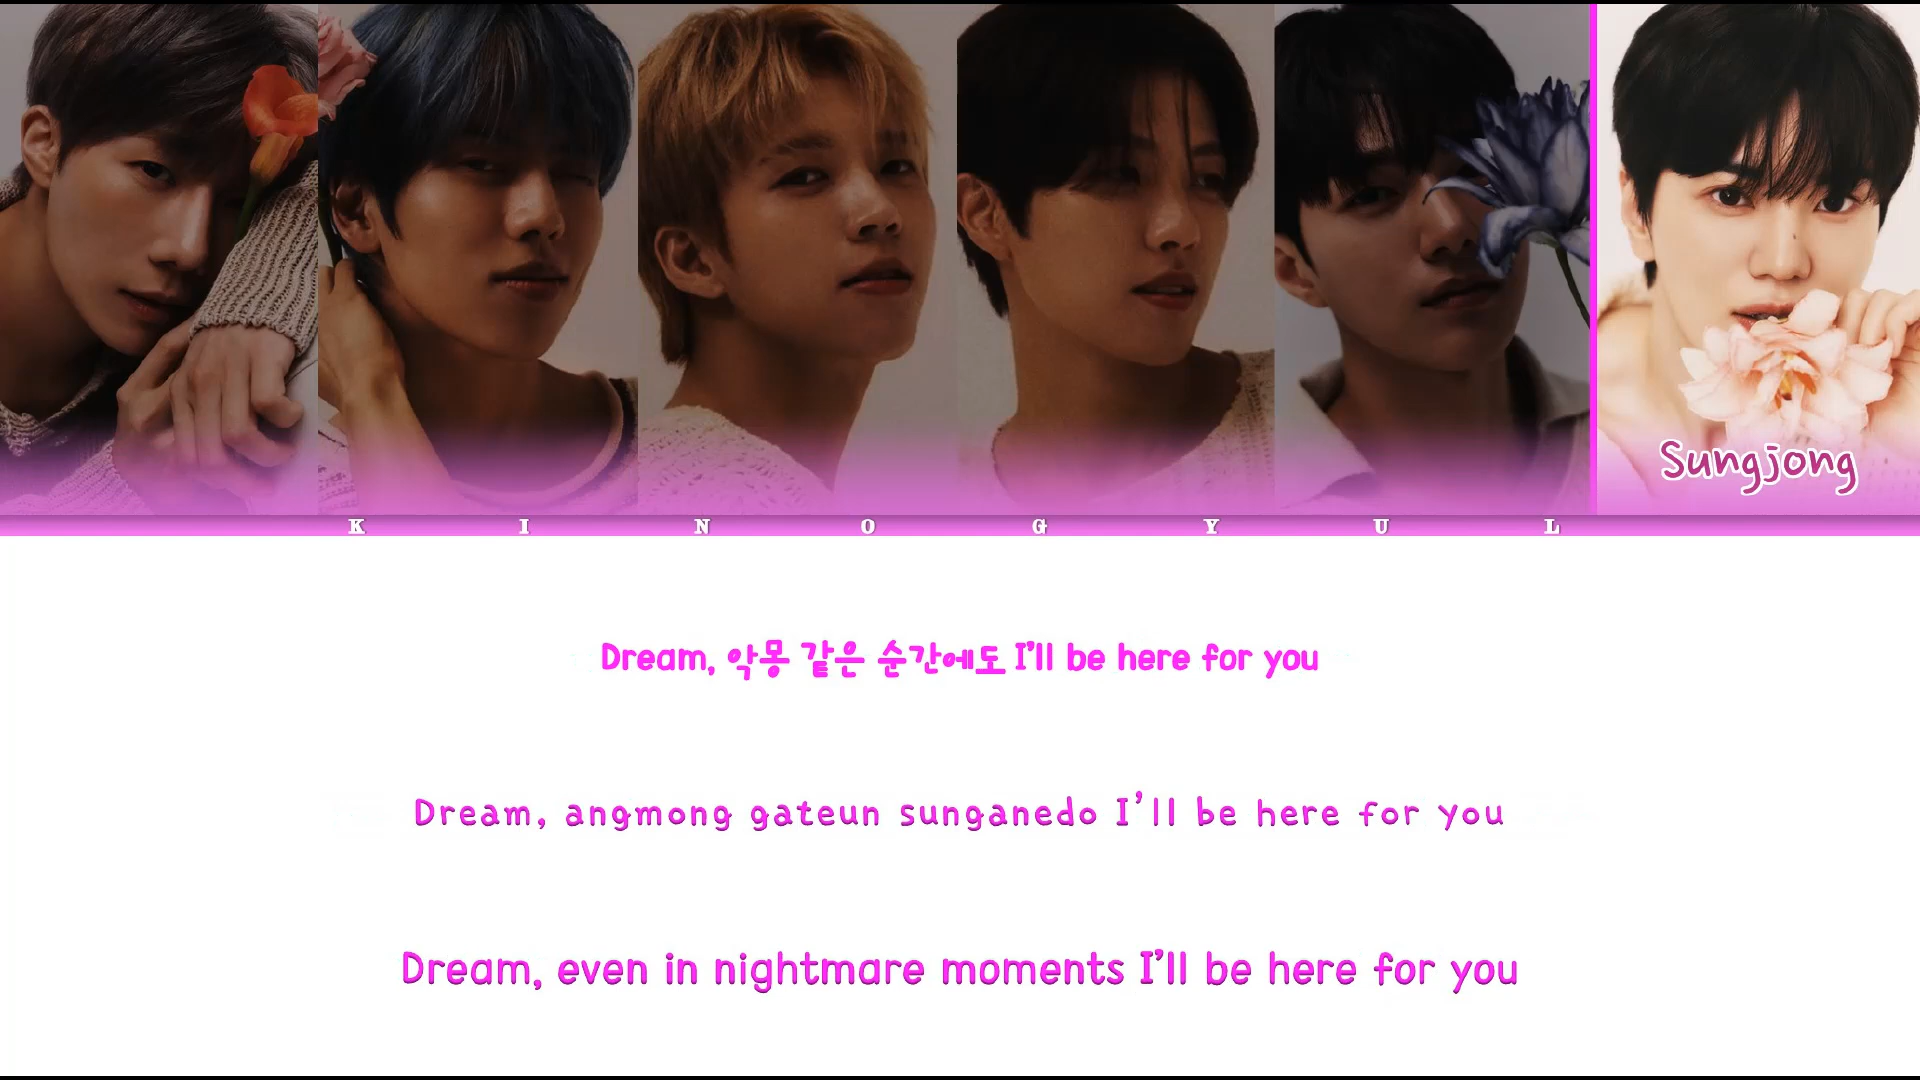 Sungjong
K I N O G Y U L
Dream, 악몽 같은 순간에도 I'll be here for you
Dream, angmong gateun sunganedo I'll be here for you
Dream, even in nightmare moments I'll be here for you